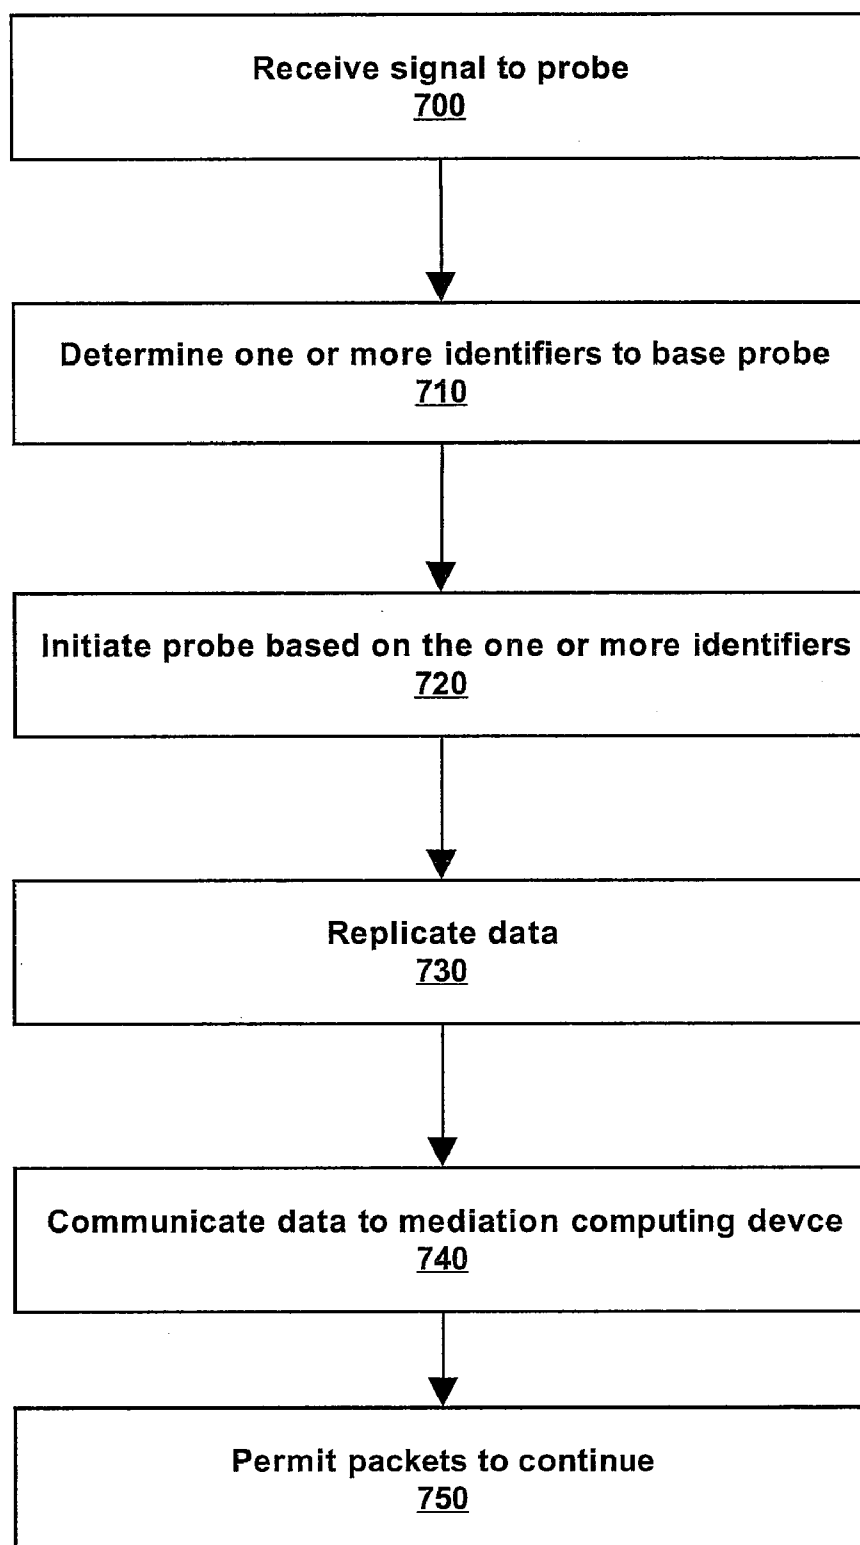 Receive signal to probe
700
Determine one or more identifiers to base probe
710
Initiate probe based on the one or more identifiers
720
Replicate data
730
Communicate data to mediation computing devce
740
Permit packets to continue
750